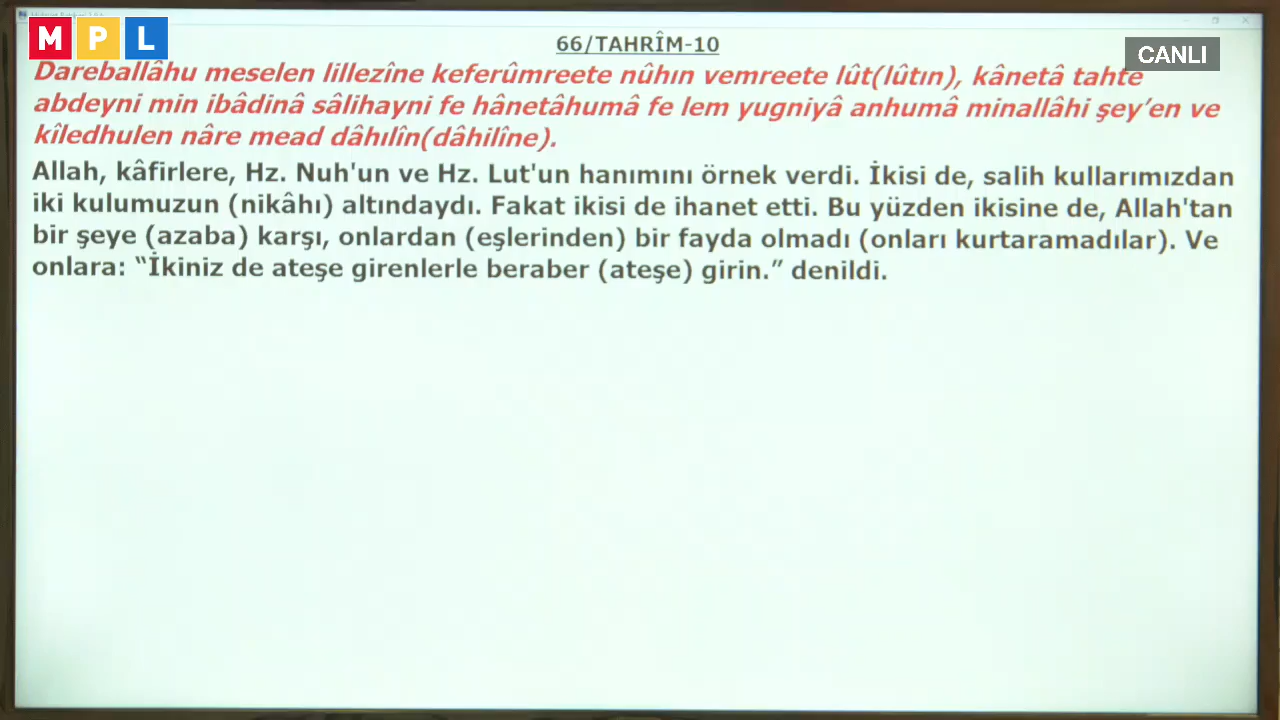 MPL
CANLI
66/TAHRÎM-10
Dareballâhu meselen lillezîne keferûmreete nûhın vemreete lût(lûtın), kânetâ tahte
abdeyni min ibâdinâ sâlihayni fe hânetâhumâ fe lem yugniyâ anhumâ minallâhi şey’en ve
kîledhulen nâre mead dâhılîn(dâhilîne).
Allah, kâfirlere, Hz. Nuh'un ve Hz. Lut'un hanımını örnek verdi. İkisi de, salih kullarımızdan
iki kulumuzun (nikâhı) altındaydı. Fakat ikisi de ihanet etti. Bu yüzden ikisine de, Allah'tan
bir şeye (azaba) karşı, onlardan (eşlerinden) bir fayda olmadı (onları kurtaramadılar). Ve
onlara: “İkiniz de ateşe girenlerle beraber (ateşe) girin.” denildi.